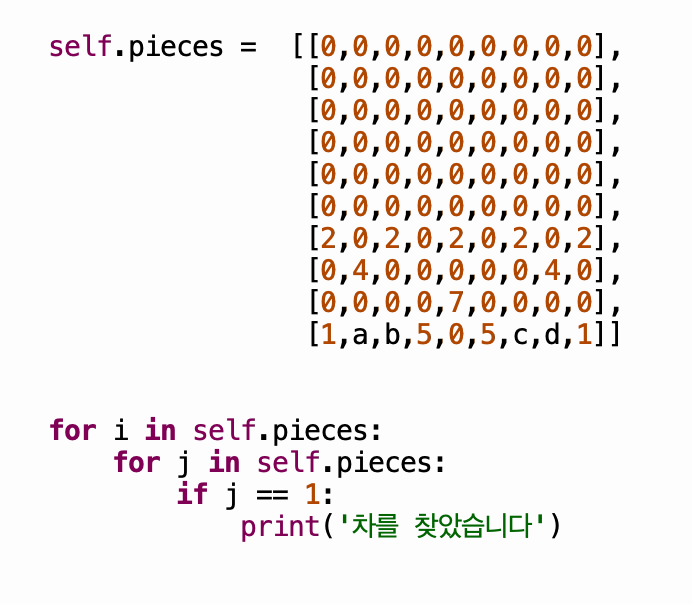 self.pieces =  [[0,0,0,0,0,0,0,0,0],
                [0,0,0,0,0,0,0,0,0],
                [0,0,0,0,0,0,0,0,0],
                [0,0,0,0,0,0,0,0,0],
                [0,0,0,0,0,0,0,0,0],
                [0,0,0,0,0,0,0,0,0],
                [2,0,2,0,2,0,2,0,2],
                [0,4,0,0,0,0,0,4,0],
                [0,0,0,0,7,0,0,0,0],
                [1,a,b,5,0,5,c,d,1]]
for i in self.pieces:
    for j in self.pieces:
        if j == 1:
            print('차를 찾았습니다')